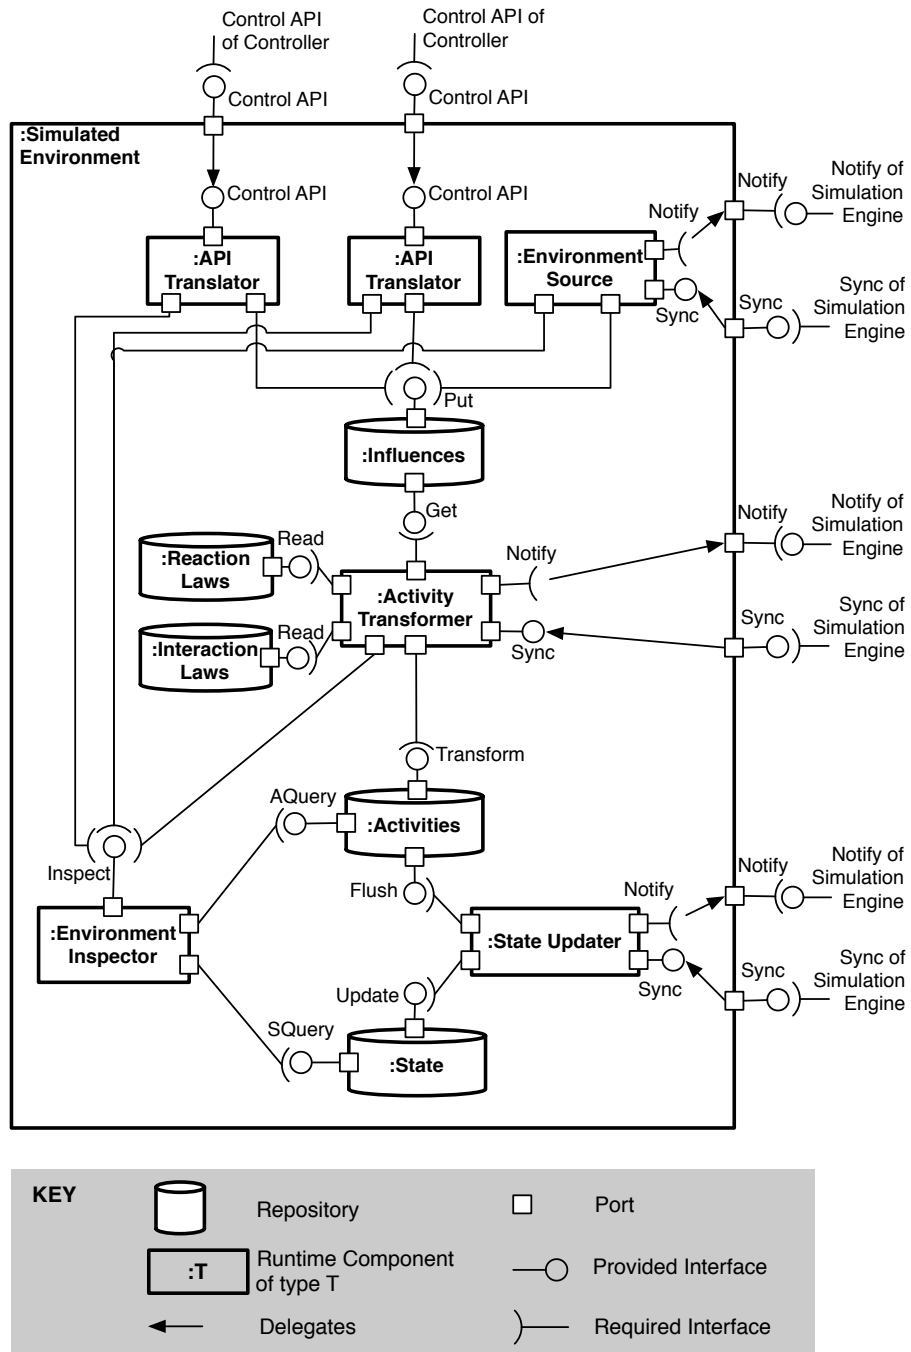 Control API
of Controller
Control API of
Controller
Control API
Control API
:Simulated
Environment
Control API
Control API
Notify
Notify of
Simulation
Engine
Notify
:API
Translator
:API
Translator
:Environment
Source
Sync
Sync
Sync of
Simulation
Engine
Put
:Influences
Get
Notify
Notify of
Simulation
Engine
Read
:Reaction
Laws
Notify
:Activity
Transformer
Read
:Interaction
Laws
Sync
Sync
Sync of
Simulation
Engine
Transform
AQuery
:Activities
Inspect
Flush
Notify
Notify
Notify of
Simulation
Engine
:Environment
Inspector
:State Updater
Sync
Sync
Sync of
Simulation
Engine
Update
SQuery
:State
KEY
Repository
Port
:T
Runtime Component
of type T
Provided Interface
Delegates
Required Interface